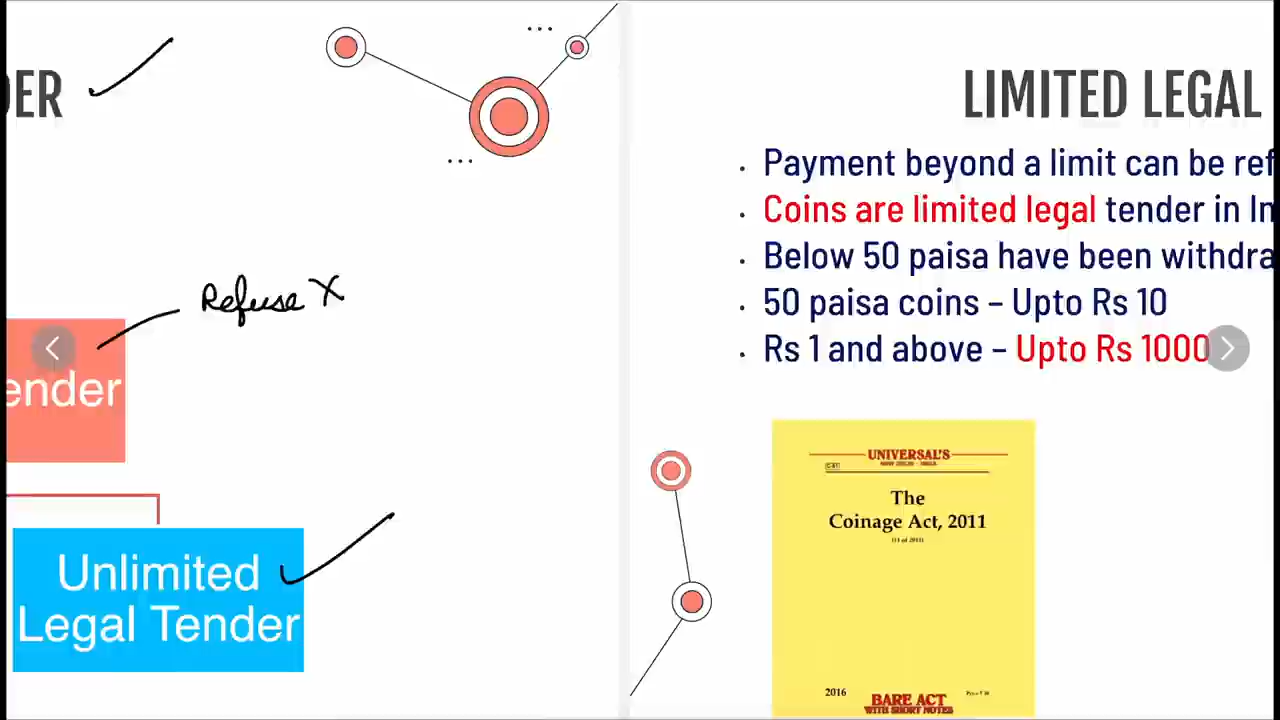 DER
Refuse X
ender
Unlimited
Legal Tender
LIMITED LEGAL
• Payment beyond a limit can be ref
• Coins are limited legal tender in In
• Below 50 paisa have been withdra
• 50 paisa coins – Upto Rs 10
• Rs 1 and above – Upto Rs 1000
UNIVERSAL'S
The
Coinage Act, 2011
2016
BARE ACT
WITH SHORT NOTES